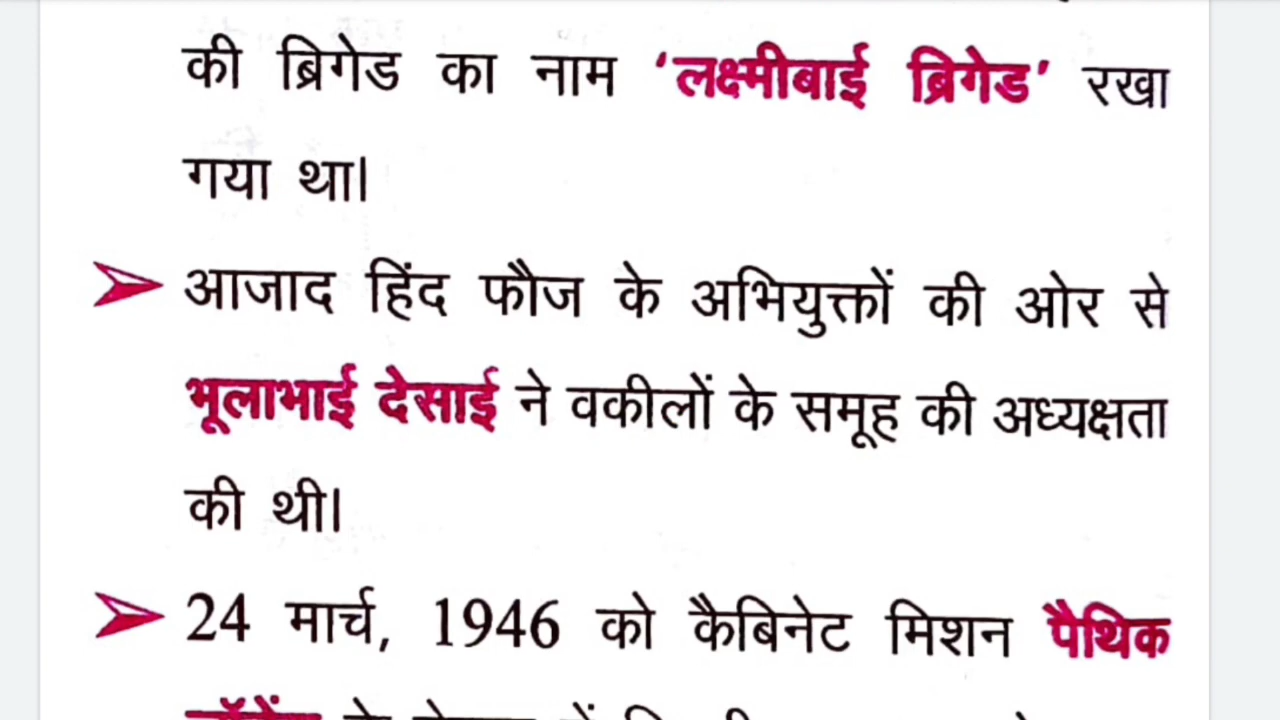 की ब्रिगेड का नाम ‘लक्ष्मीबाई ब्रिगेड’ रखा
गया था।
आजाद हिंद फौज के अभियुक्तों की ओर से
भूलाभाई देसाई ने वकीलों के समूह की अध्यक्षता
की थी।
24 मार्च, 1946 को कैबिनेट मिशन पैथिक